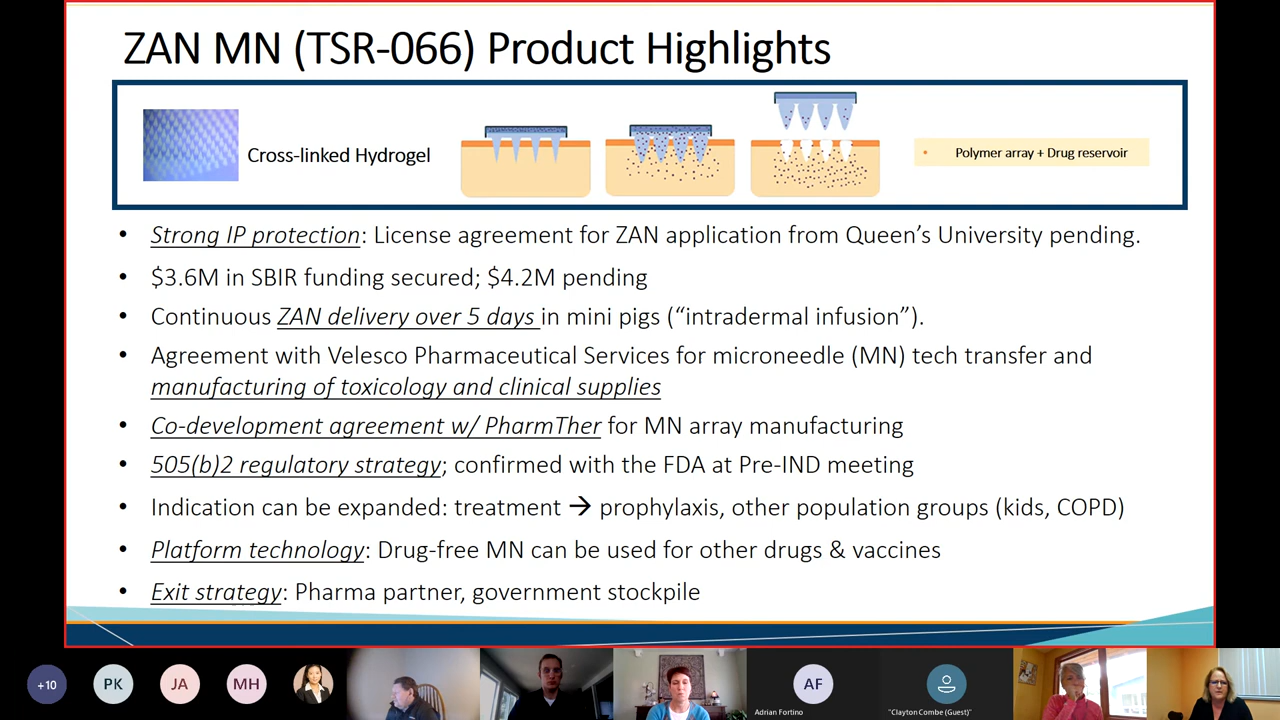 ZAN MN (TSR-066) Product Highlights
Cross-linked Hydrogel
• Polymer array + Drug reservoir
• Strong IP protection: License agreement for ZAN application from Queen’s University pending.
• $3.6M in SBIR funding secured; $4.2M pending
• Continuous ZAN delivery over 5 days in mini pigs (“intradermal infusion”).
• Agreement with Velesco Pharmaceutical Services for microneedle (MN) tech transfer and
manufacturing of toxicology and clinical supplies
• Co-development agreement w/ PharmTher for MN array manufacturing
• 505(b)2 regulatory strategy; confirmed with the FDA at Pre-IND meeting
• Indication can be expanded: treatment → prophylaxis, other population groups (kids, COPD)
• Platform technology: Drug-free MN can be used for other drugs & vaccines
• Exit strategy: Pharma partner, government stockpile
+10
PK
JA
MH
AF
Adrian Fortino
"Clayton Combe (Guest)"